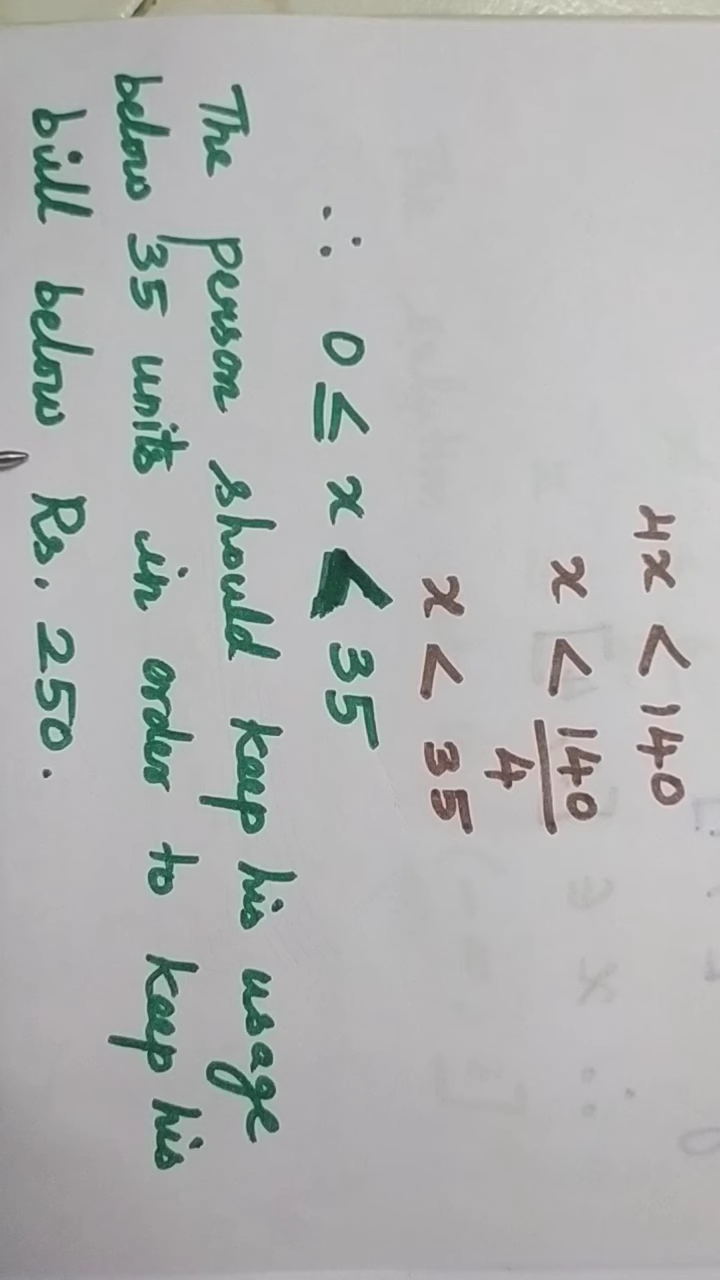 4x < 140
x < 140/4
x < 35
∴ 0 ≤ x < 35
The person should keep his usage
below 35 units in order to keep his
bill below Rs. 250.